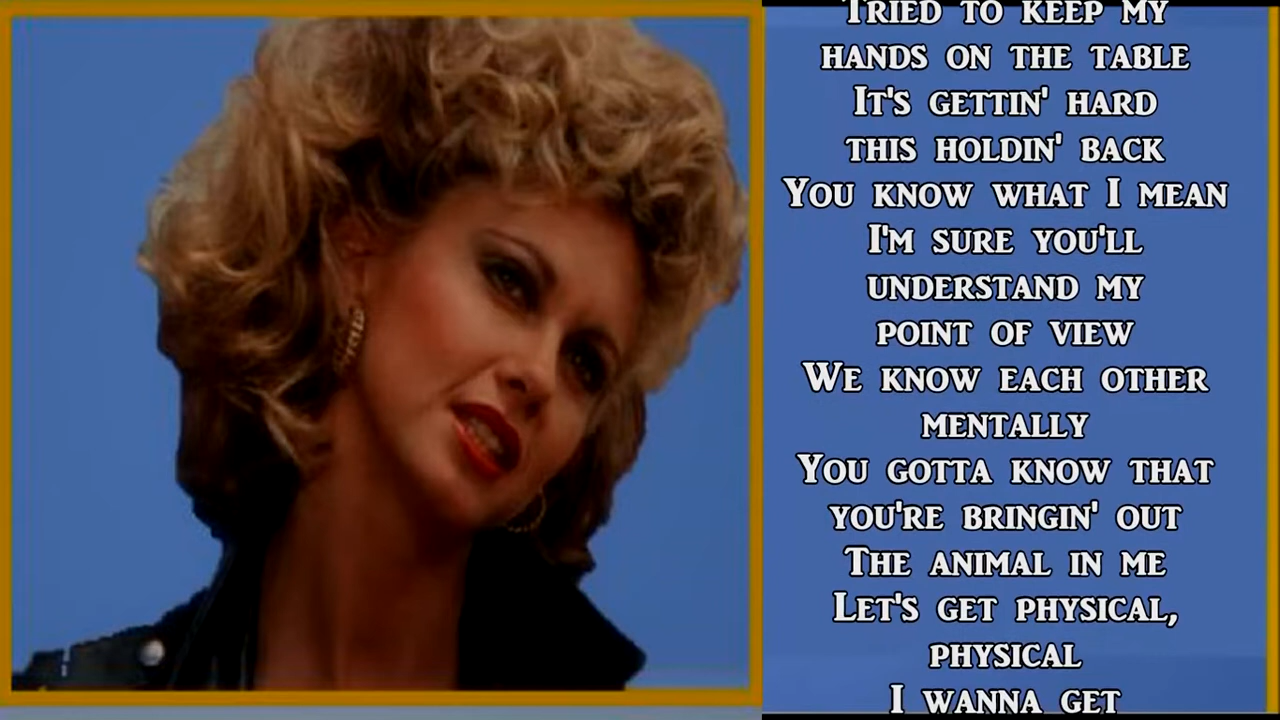 Tried to keep my
hands on the table
It's gettin' hard
this holdin' back
You know what I mean
I'm sure you'll
understand my
point of view
We know each other
mentally
You gotta know that
you're bringin' out
The animal in me
Let's get physical,
physical
I wanna get